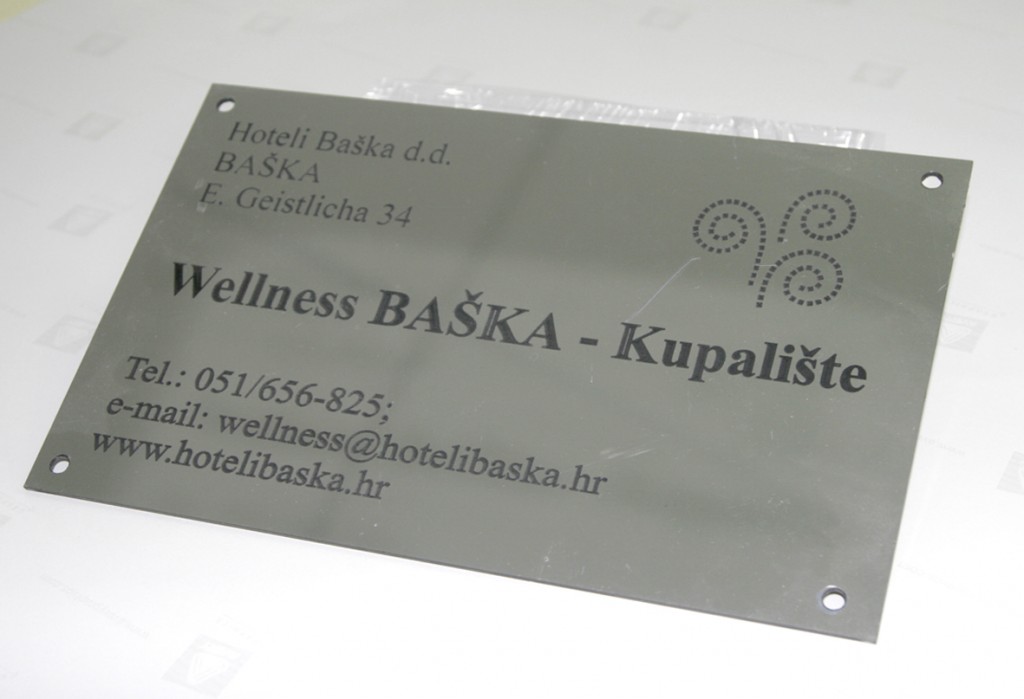 Hoteli Baška d.d.
BAŠKA
E. Geistlicha 34
Wellness BAŠKA - Kupalište
Tel.: 051/656-825;
e-mail: wellness@hotelibaska.hr
www.hotelibaska.hr